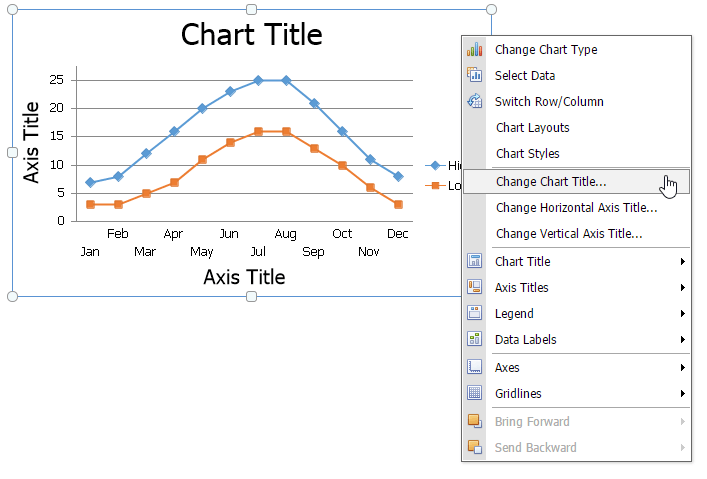 Chart Title
Axis Title
25
20
15
10
5
0
Jan
Feb
Mar
Apr
May
Jun
Jul
Aug
Sep
Oct
Nov
Dec
Axis Title
Change Chart Type
Select Data
Switch Row/Column
Chart Layouts
Chart Styles
Change Chart Title...
Change Horizontal Axis Title...
Change Vertical Axis Title...
Chart Title
Axis Titles
Legend
Data Labels
Axes
Gridlines
Bring Forward
Send Backward